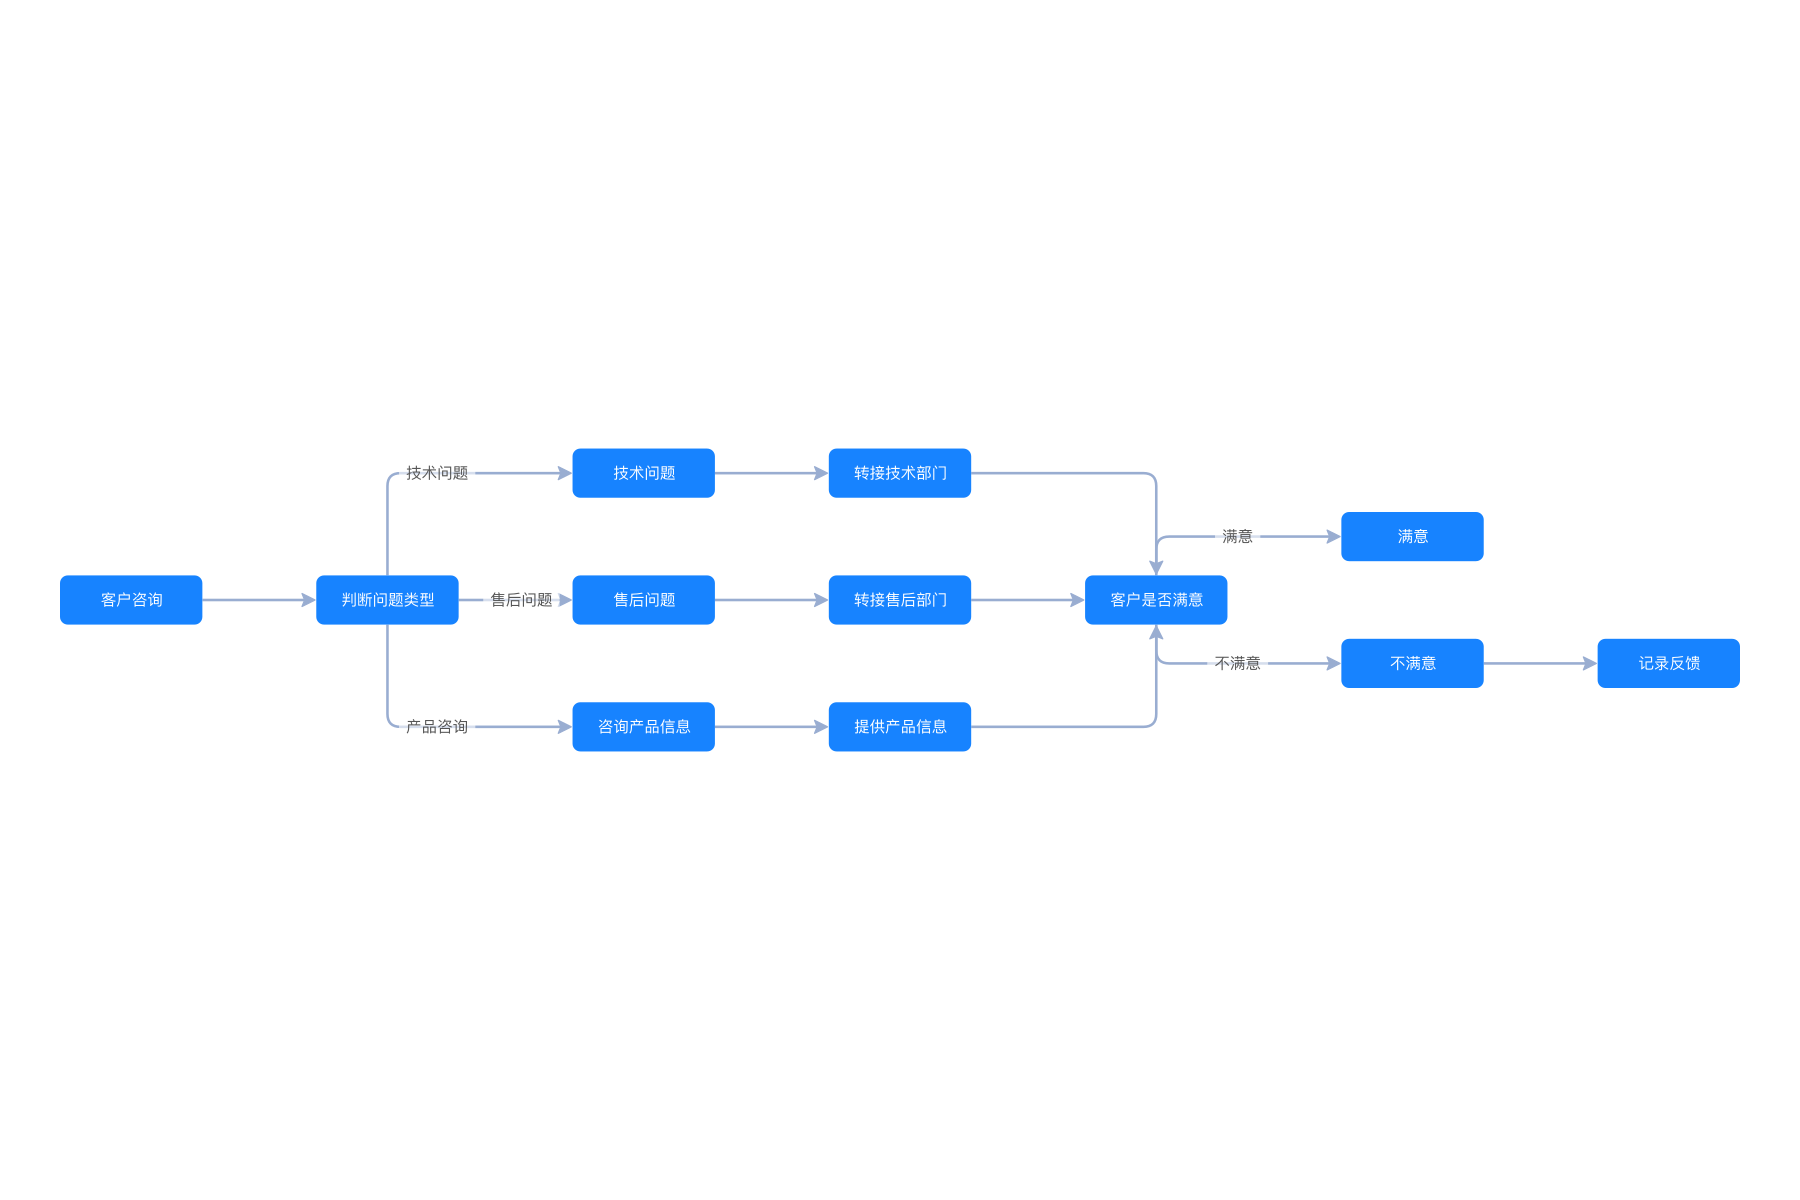 客户咨询
判断问题类型
技术问题
售后问题
产品咨询
技术问题
售后问题
咨询产品信息
转接技术部门
转接售后部门
提供产品信息
客户是否满意
满意
不满意
满意
不满意
记录反馈